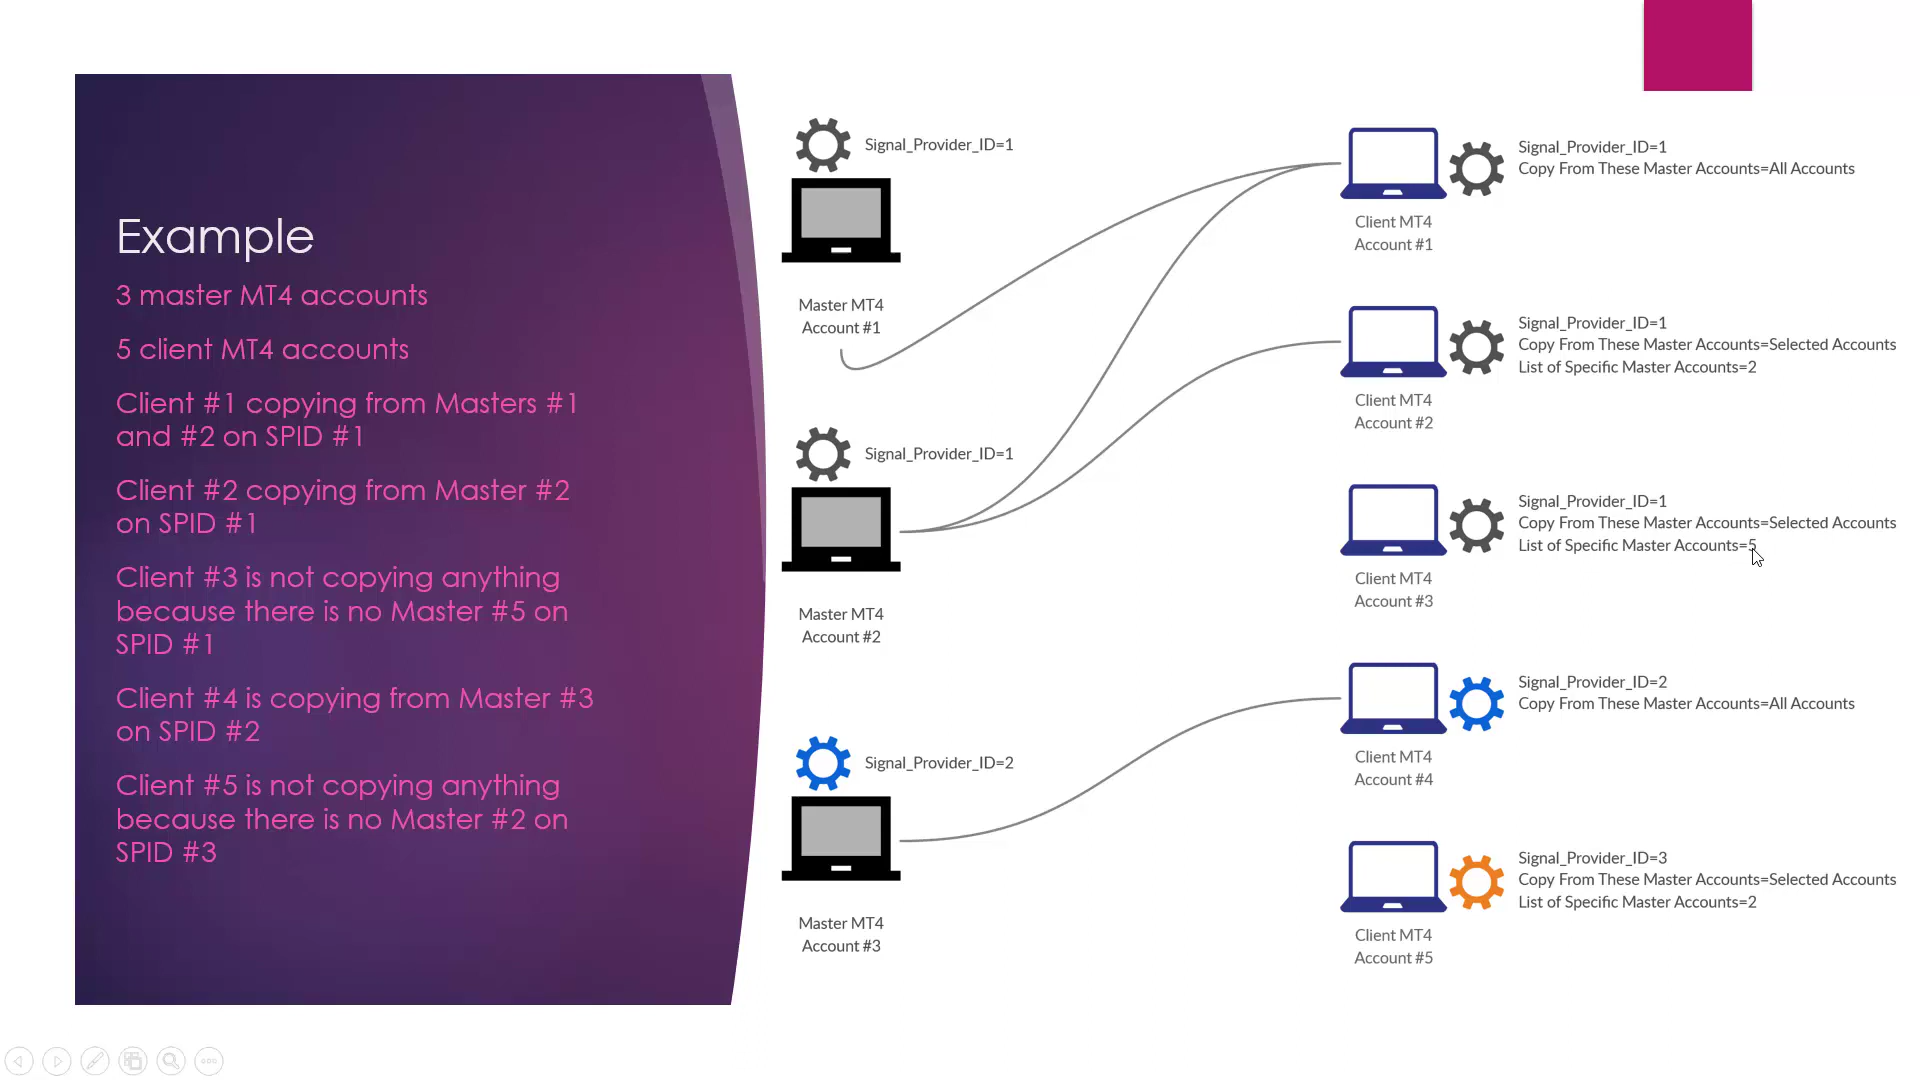 Example
3 master MT4 accounts
5 client MT4 accounts
Client #1 copying from Masters #1
and #2 on SPID #1
Client #2 copying from Master #2
on SPID #1
Client #3 is not copying anything
because there is no Master #5 on
SPID #1
Client #4 is copying from Master #3
on SPID #2
Client #5 is not copying anything
because there is no Master #2 on
SPID #3
Signal_Provider_ID=1
Master MT4
Account #1
Signal_Provider_ID=1
Master MT4
Account #2
Signal_Provider_ID=2
Master MT4
Account #3
Signal_Provider_ID=1
Copy From These Master Accounts=All Accounts
Client MT4
Account #1
Signal_Provider_ID=1
Copy From These Master Accounts=Selected Accounts
List of Specific Master Accounts=2
Client MT4
Account #2
Signal_Provider_ID=1
Copy From These Master Accounts=Selected Accounts
List of Specific Master Accounts=5
Client MT4
Account #3
Signal_Provider_ID=2
Copy From These Master Accounts=All Accounts
Client MT4
Account #4
Signal_Provider_ID=3
Copy From These Master Accounts=Selected Accounts
List of Specific Master Accounts=2
Client MT4
Account #5